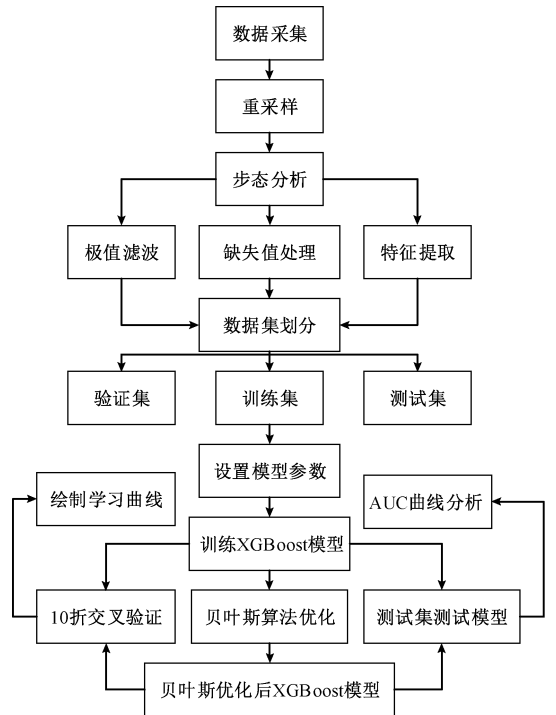 数据采集
重采样
步态分析
极值滤波
缺失值处理
特征提取
数据集划分
验证集
训练集
测试集
设置模型参数
绘制学习曲线
AUC曲线分析
训练XGBoost模型
10折交叉验证
贝叶斯算法优化
测试集测试模型
贝叶斯优化后XGBoost模型